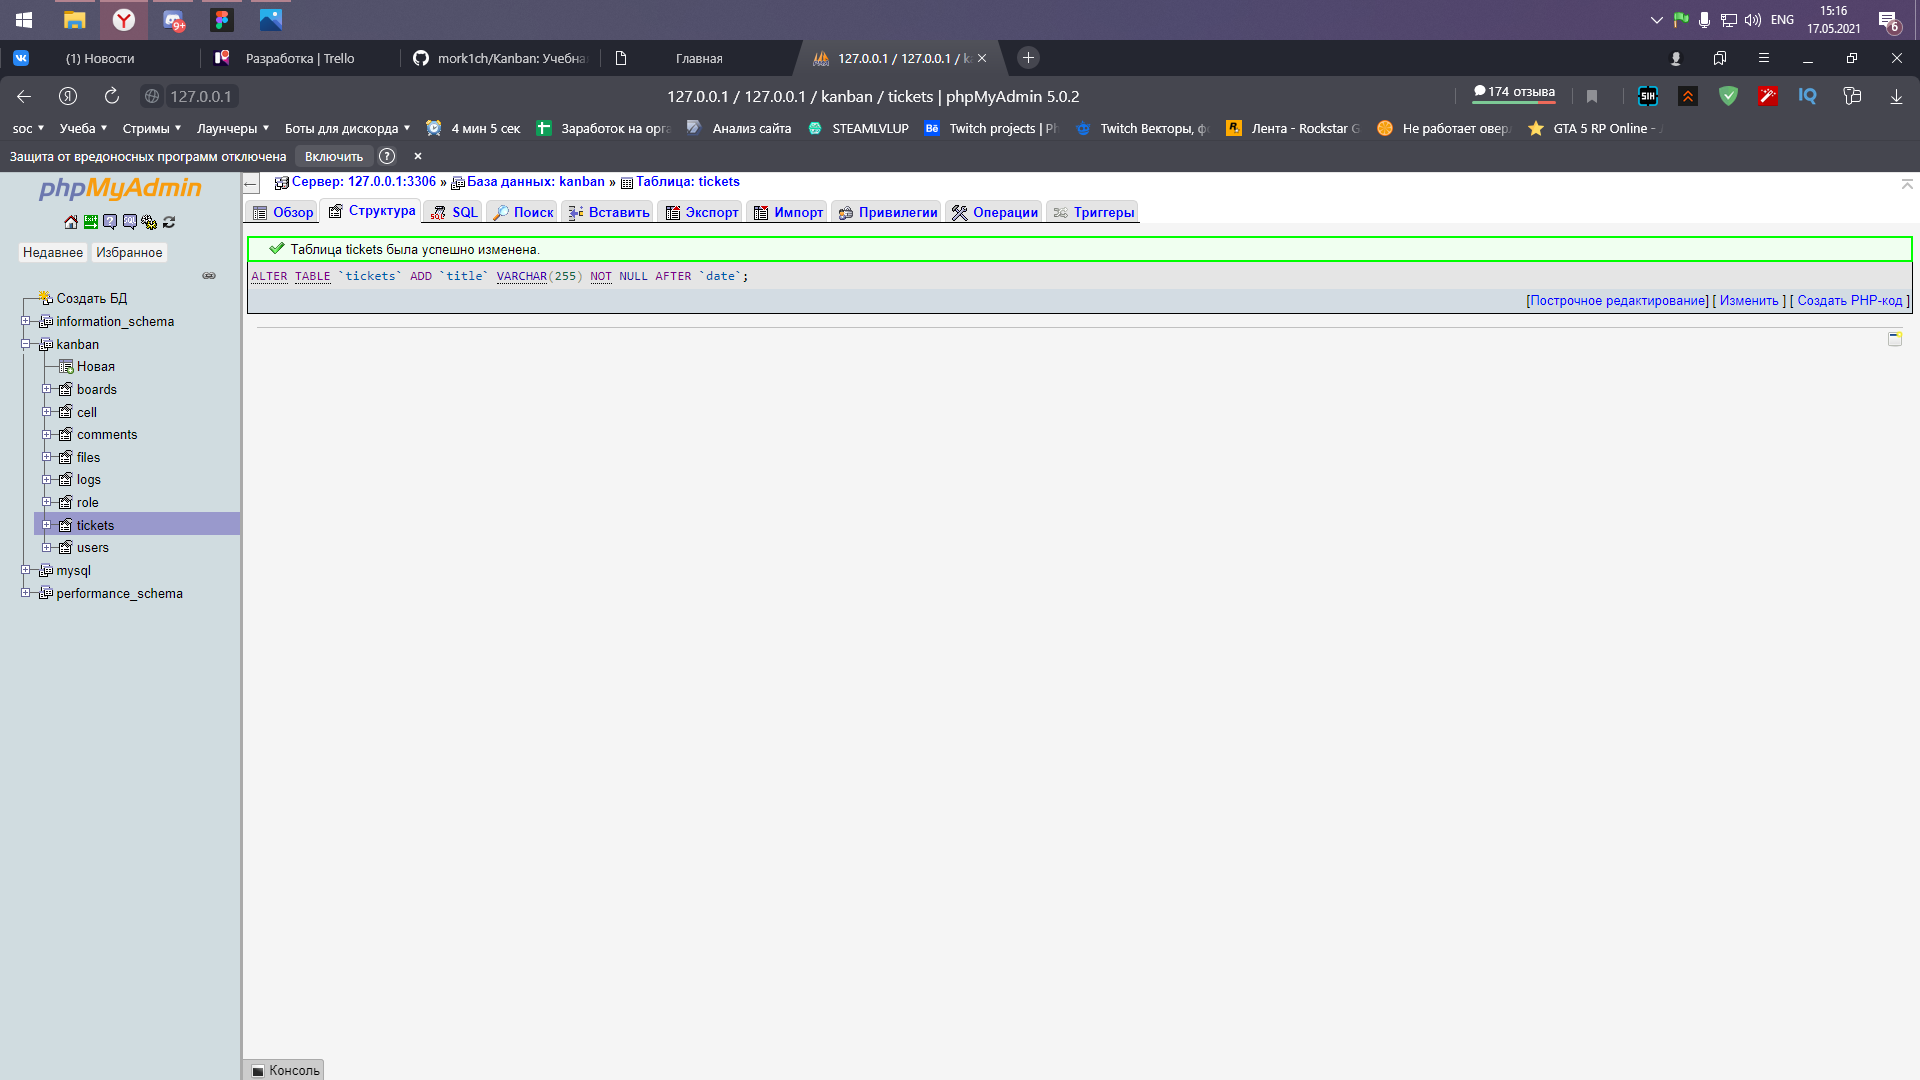 ENG
15:16
17.05.2021
6
9+
(1) Новости
Разработка | Trello
mork1ch/Kanban: Учебна
Главная
127.0.0.1 / 127.0.0.1 / k
127.0.0.1
127.0.0.1 / 127.0.0.1 / kanban / tickets | phpMyAdmin 5.0.2
174 отзыва
SIH
IQ
soc
Учеба
Стримы
Лаунчеры
Боты для дискорда
4 мин 5 сек
Заработок на орга
Анализ сайта
STEAMLVLUP
Twitch projects | Ph
Twitch Векторы, ф
Лента - Rockstar G
Не работает овер
GTA 5 RP Online -
Защита от вредоносных программ отключена
Включить
phpMyAdmin
Сервер: 127.0.0.1:3306 » База данных: kanban » Таблица: tickets
Обзор
Структура
SQL
Поиск
Вставить
Экспорт
Импорт
Привилегии
Операции
Триггеры
Недавнее
Избранное
Таблица tickets была успешно изменена.
ALTER TABLE `tickets` ADD `title` VARCHAR(255) NOT NULL AFTER `date`;
[Построчное редактирование] [ Изменить ] [ Создать PHP-код ]
Создать БД
information_schema
kanban
Новая
boards
cell
comments
files
logs
role
tickets
users
mysql
performance_schema
Консоль